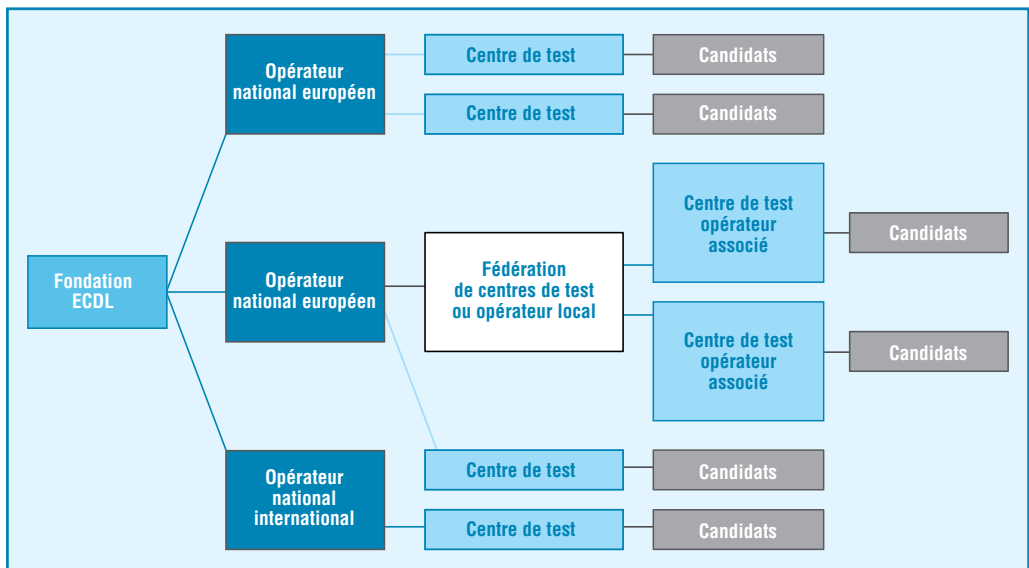 Fondation
ECDL
Opérateur
national européen
Centre de test
Candidats
Centre de test
Candidats
Opérateur
national européen
Fédération
de centres de test
ou opérateur local
Centre de test
opérateur
associé
Candidats
Centre de test
opérateur
associé
Candidats
Centre de test
Candidats
Opérateur
national
international
Centre de test
Candidats